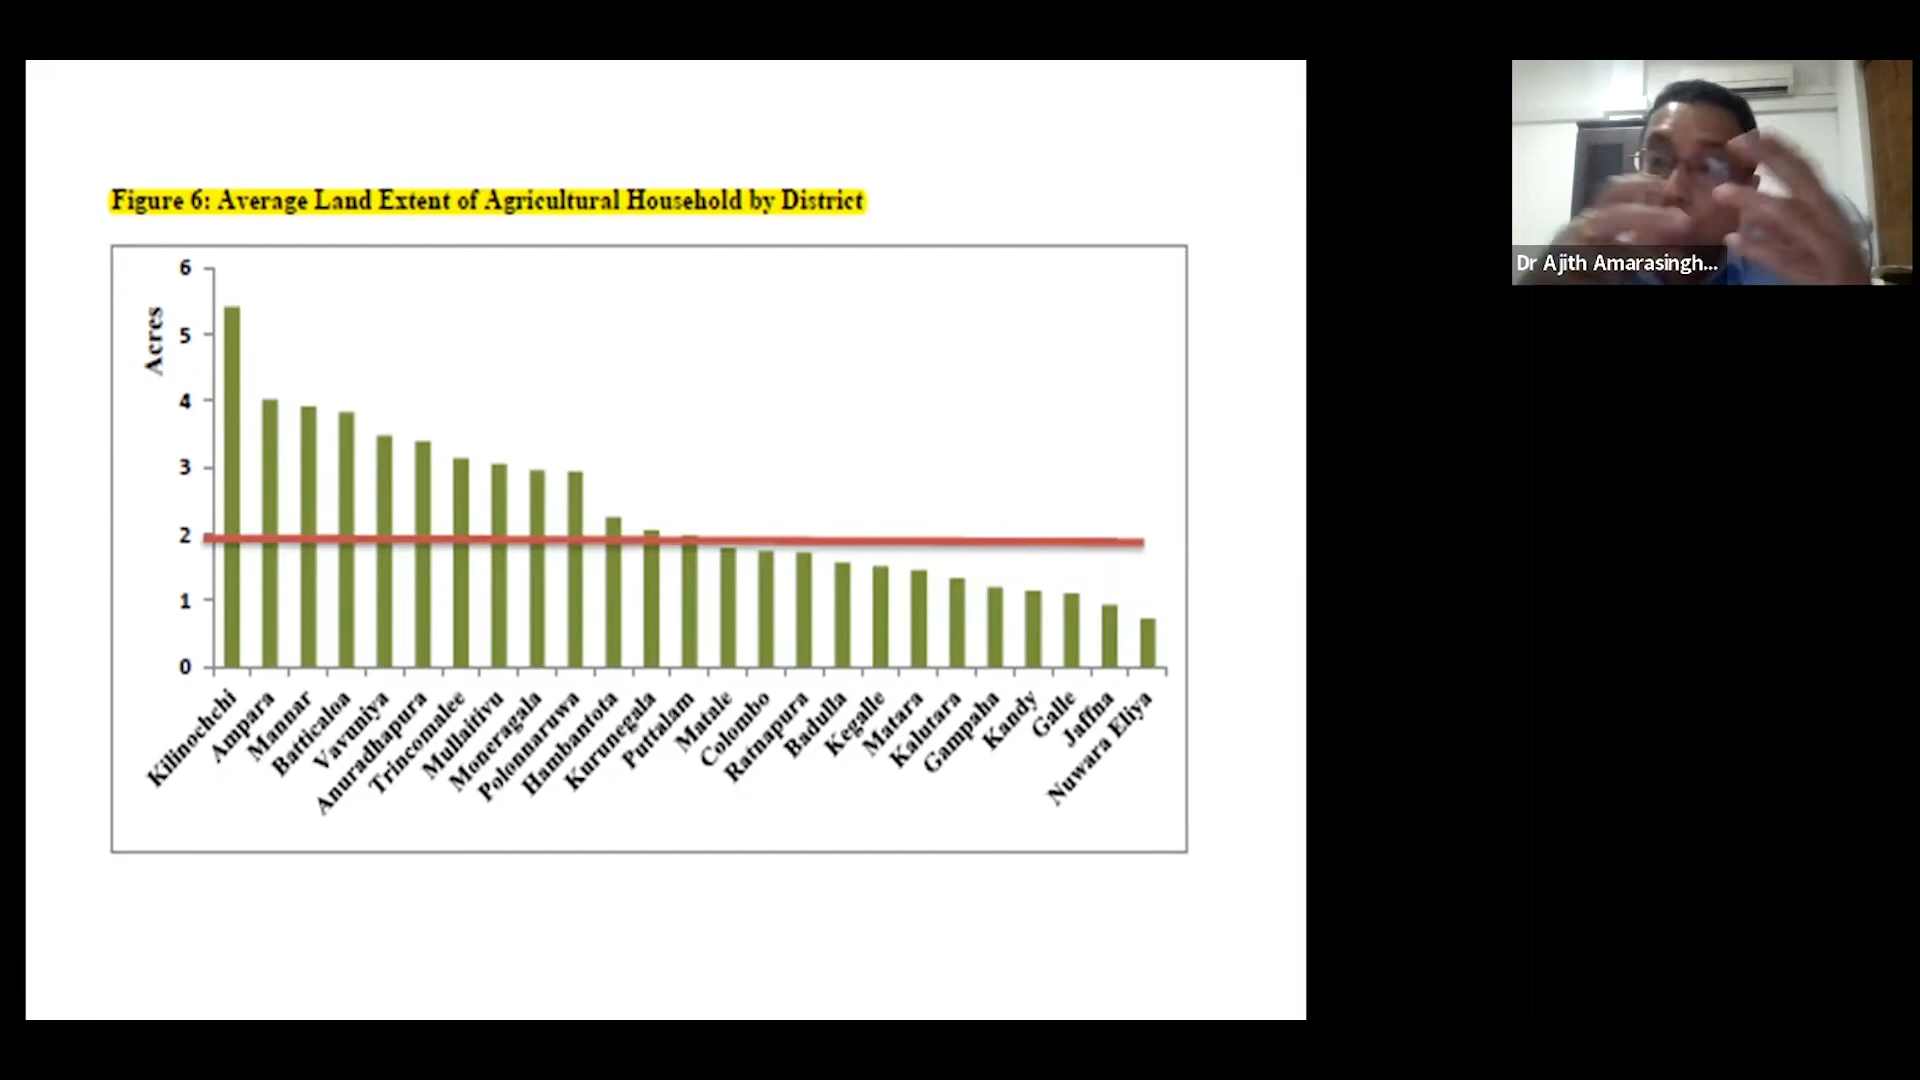 Figure 6: Average Land Extent of Agricultural Household by District
Acres
6
5
4
3
2
1
0
Kilinochchi
Ampara
Mannar
Batticaloa
Vavuniya
Anuradhapura
Trincomalee
Mullaitivu
Moneragala
Polonnaruwa
Hambantota
Kurunegala
Puttalam
Matale
Colombo
Ratnapura
Badulla
Kegalle
Matara
Kalutara
Gampaha
Kandy
Galle
Jaffna
Nuwara Eliya
Dr Ajith Amarasingh...